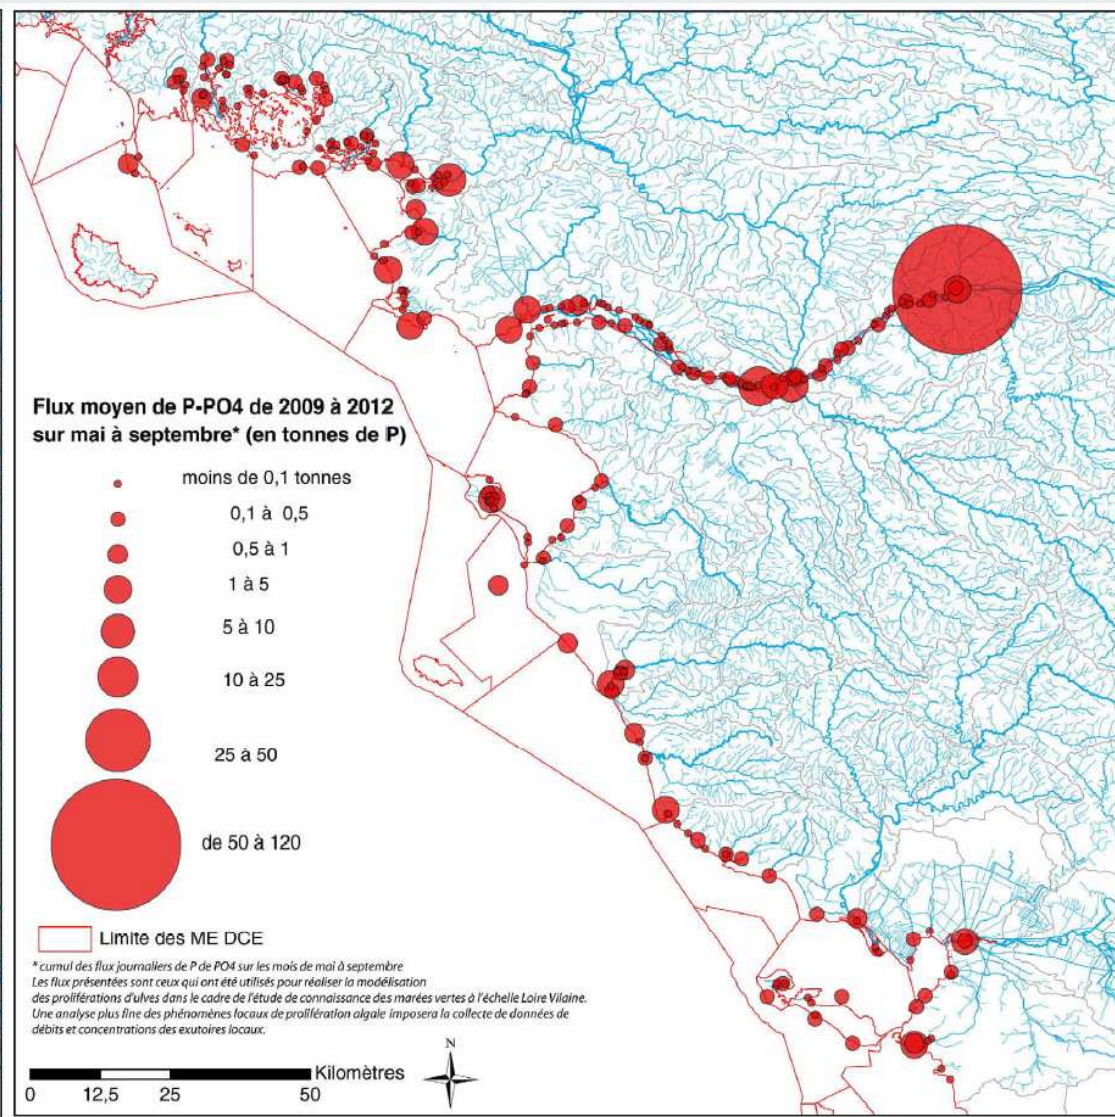 Flux moyen de P-PO4 de 2009 à 2012
sur mai à septembre* (en tonnes de P)
moins de 0,1 tonnes
0,1 à 0,5
0,5 à 1
1 à 5
5 à 10
10 à 25
25 à 50
de 50 à 120
Limite des ME DCE
* cumul des flux journaliers de P de PO4 sur les mois de mai à septembre
Les flux présentées sont ceux qui ont été utilisés pour réaliser la modélisation
des proliférations d'ulves dans le cadre de l'étude de connaissance des marées vertes à l'échelle Loire Vilaine.
Une analyse plus fine des phénomènes locaux de prolifération algale imposera la collecte de données de
débits et concentrations des exutoires locaux.
N
Kilomètres
0 12,5 25 50